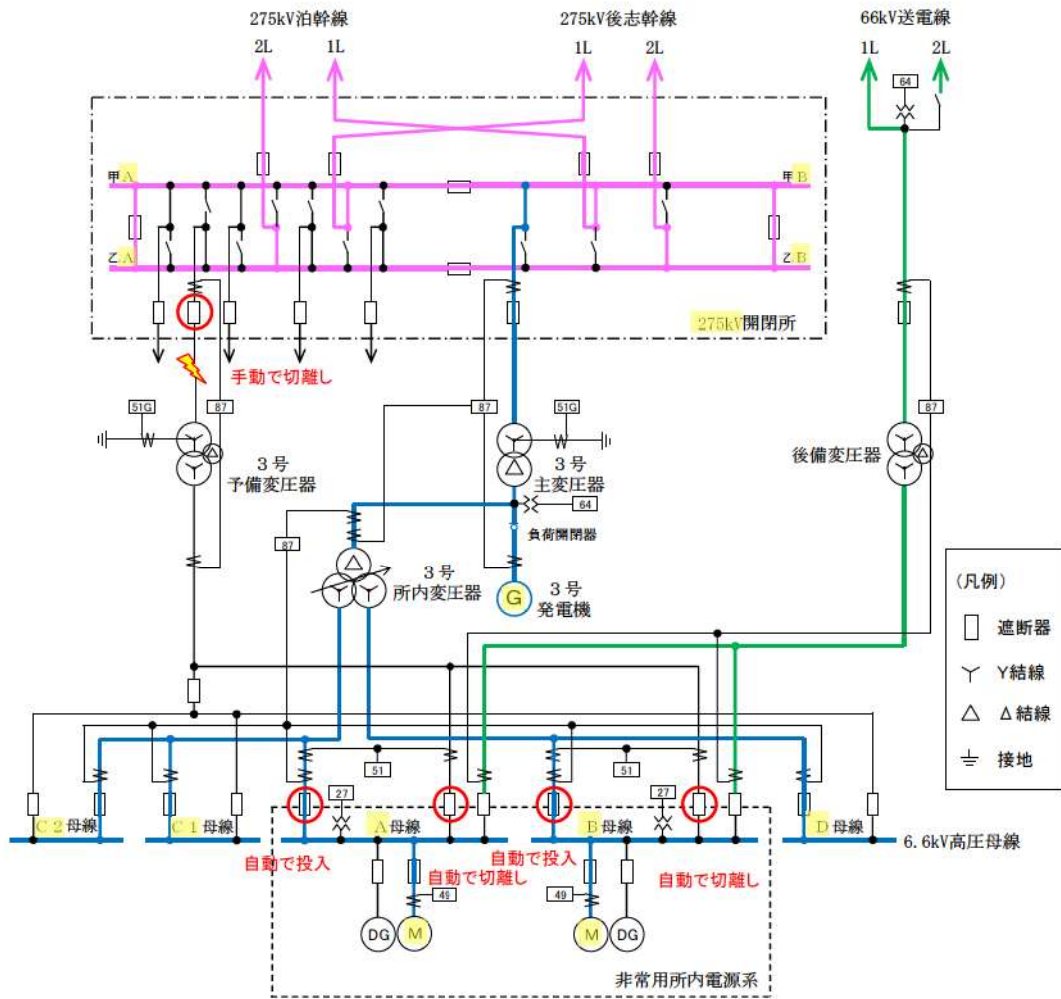 275kV泊幹線
275kV後志幹線
66kV送電線
2L
1L
1L
2L
1L
2L
64
甲A
甲B
乙A
乙B
275kV開閉所
手動で切離し
51G
87
87
51G
87
3号
予備変圧器
3号
主変圧器
後備変圧器
64
負荷開閉器
87
3号
所内変圧器
G
3号
発電機
(凡例)
遮断器
Y結線
Δ結線
接地
51
51
27
27
C2母線
C1母線
A母線
B母線
D母線
6.6kV高圧母線
自動で投入
自動で切離し
自動で投入
自動で切離し
49
49
DG
M
M
DG
非常用所内電源系